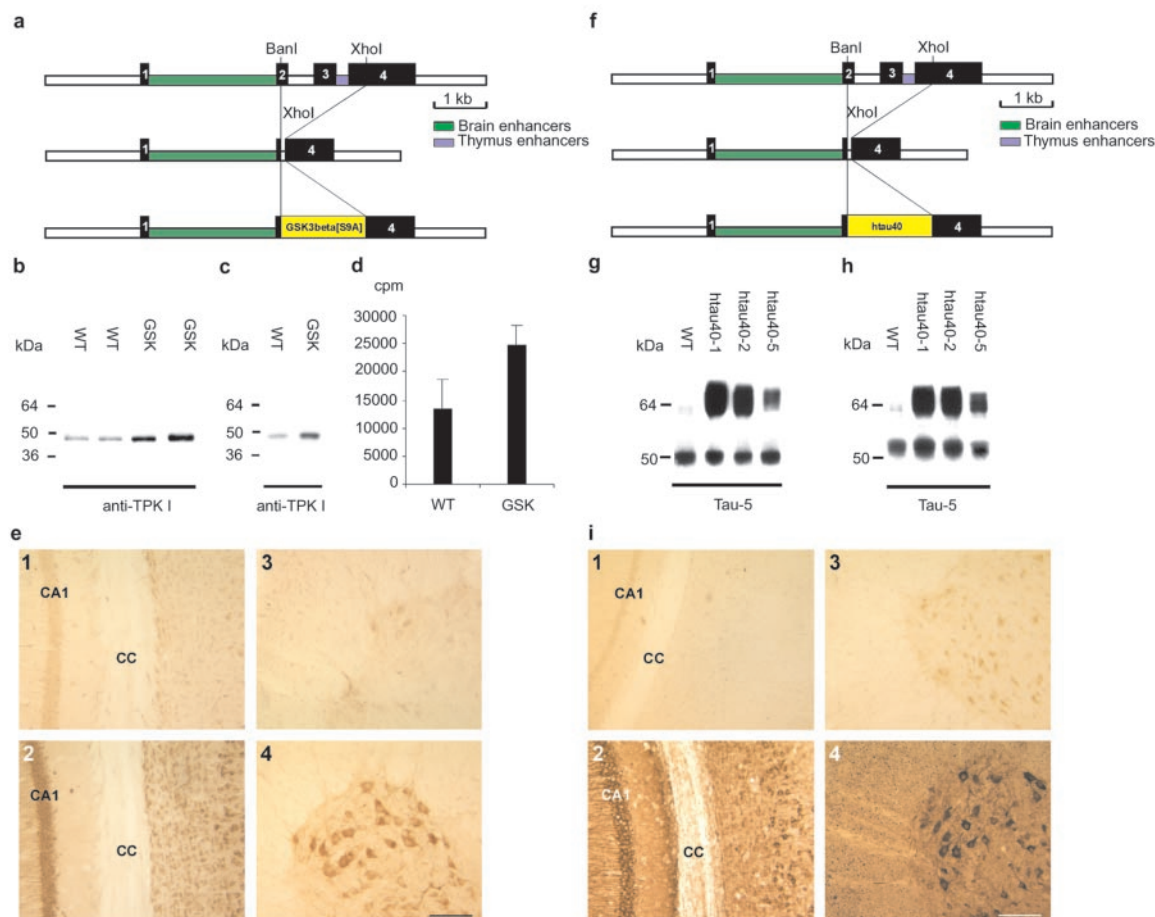 a
BanI XhoI
1 2 3 4
1 kb
XhoI
Brain enhancers
Thymus enhancers
1 4
1 GSK3beta[S9A] 4
b
kDa WT WT GSK GSK
64
50
36
anti-TPK I
c
kDa WT GSK
64
50
36
anti-TPK I
d
cpm
30000
25000
20000
15000
10000
5000
0
WT GSK
e
1
CA1
CC
3
2
CA1
CC
4
f
BanI XhoI
1 2 3 4
1 kb
XhoI
Brain enhancers
Thymus enhancers
1 4
1 htau40 4
g
kDa WT htau40-1 htau40-2 htau40-5
64
50
Tau-5
h
kDa WT htau40-1 htau40-2 htau40-5
64
50
Tau-5
i
1
CA1
CC
3
2
CA1
CC
4